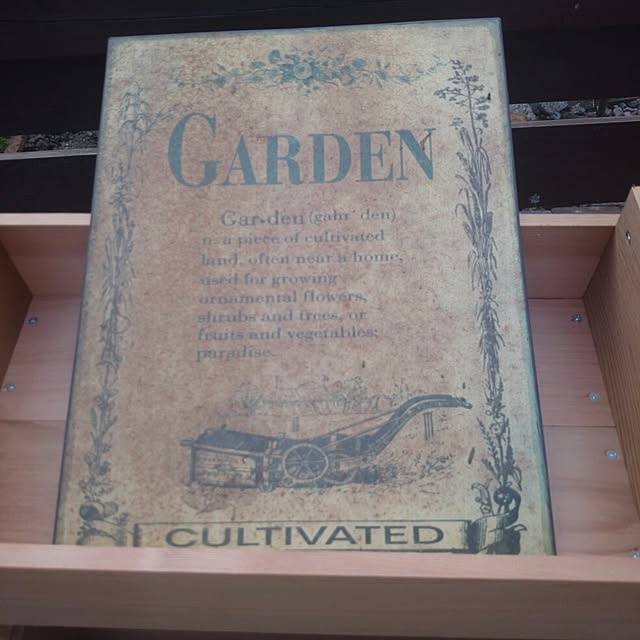 GARDEN
Gar·den (gahr' den)
n: a piece of cultivated
land, often near a home,
used for growing
ornamental flowers,
shrubs and trees, or
fruits and vegetables;
paradise.
CULTIVATED